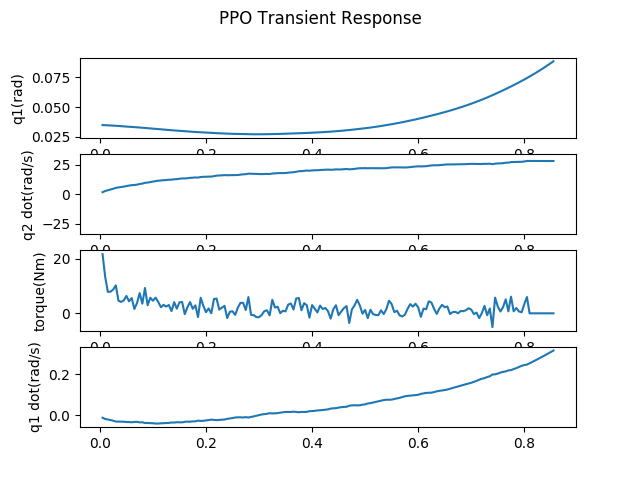 PPO Transient Response
q1(rad)
0.075
0.050
0.025
0.0 0.2 0.4 0.6 0.8
q2 dot(rad/s)
25
0
−25
0.0 0.2 0.4 0.6 0.8
torque(Nm)
20
0
0.0 0.2 0.4 0.6 0.8
q1 dot(rad/s)
0.2
0.0
0.0 0.2 0.4 0.6 0.8